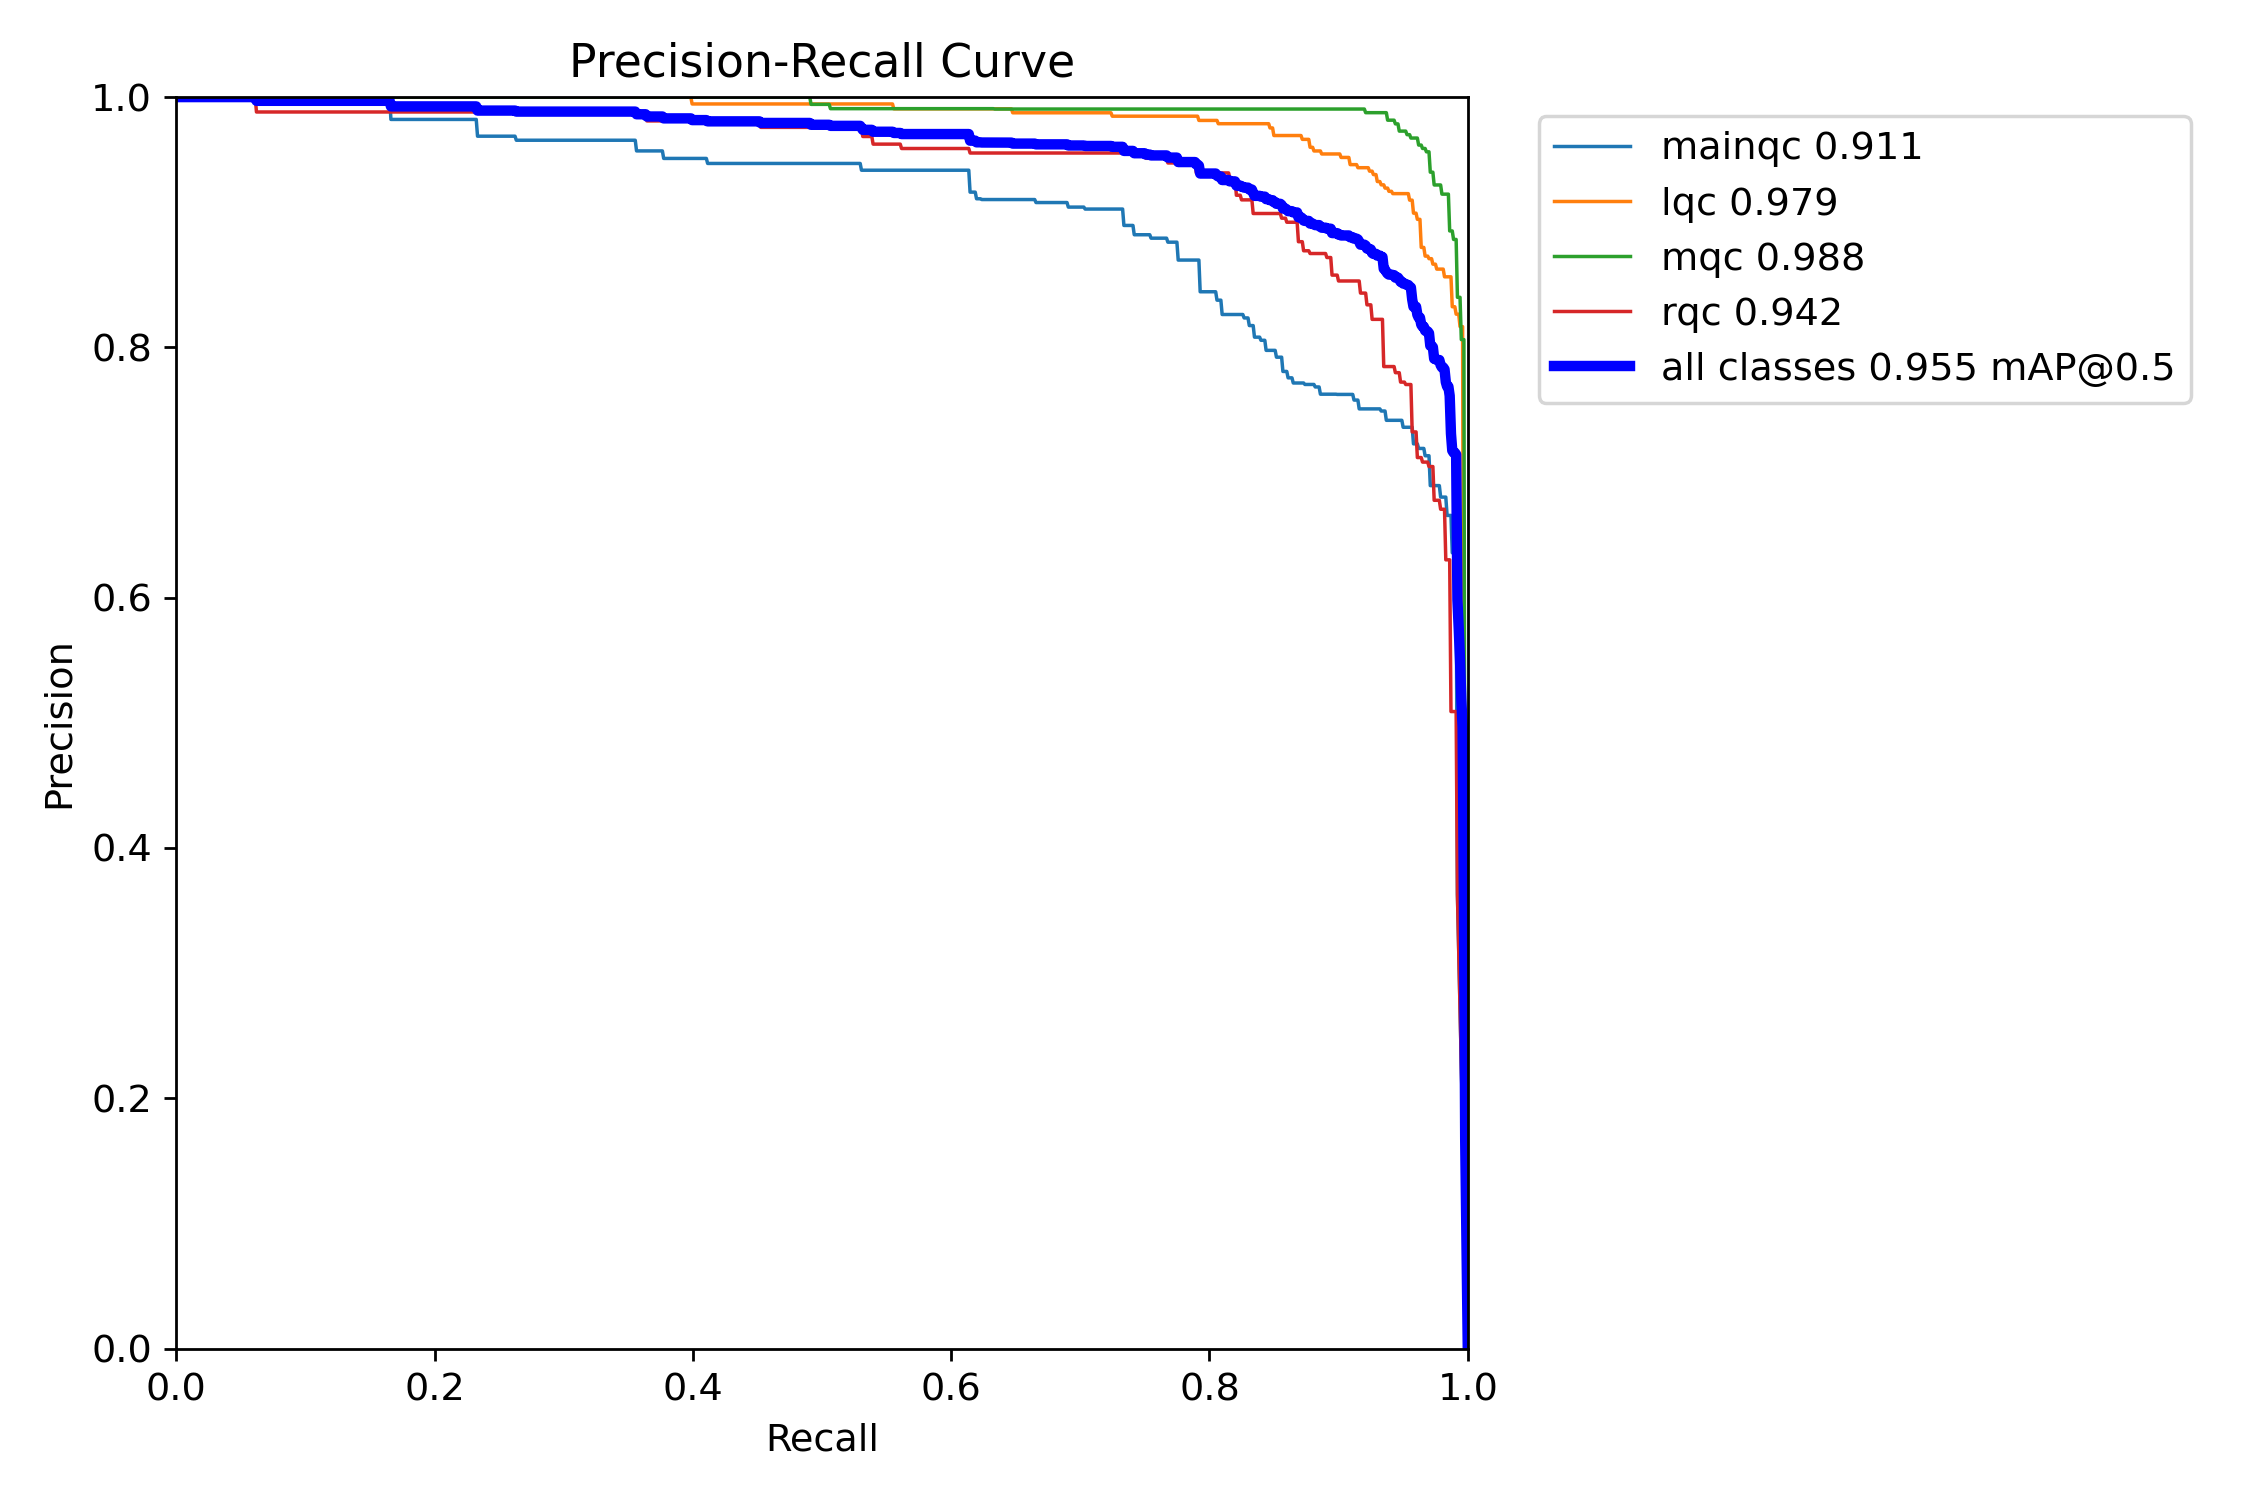 Precision-Recall Curve
1.0
0.8
0.6
0.4
0.2
0.0
Precision
0.0 0.2 0.4 0.6 0.8 1.0
Recall
mainqc 0.911
lqc 0.979
mqc 0.988
rqc 0.942
all classes 0.955 mAP@0.5